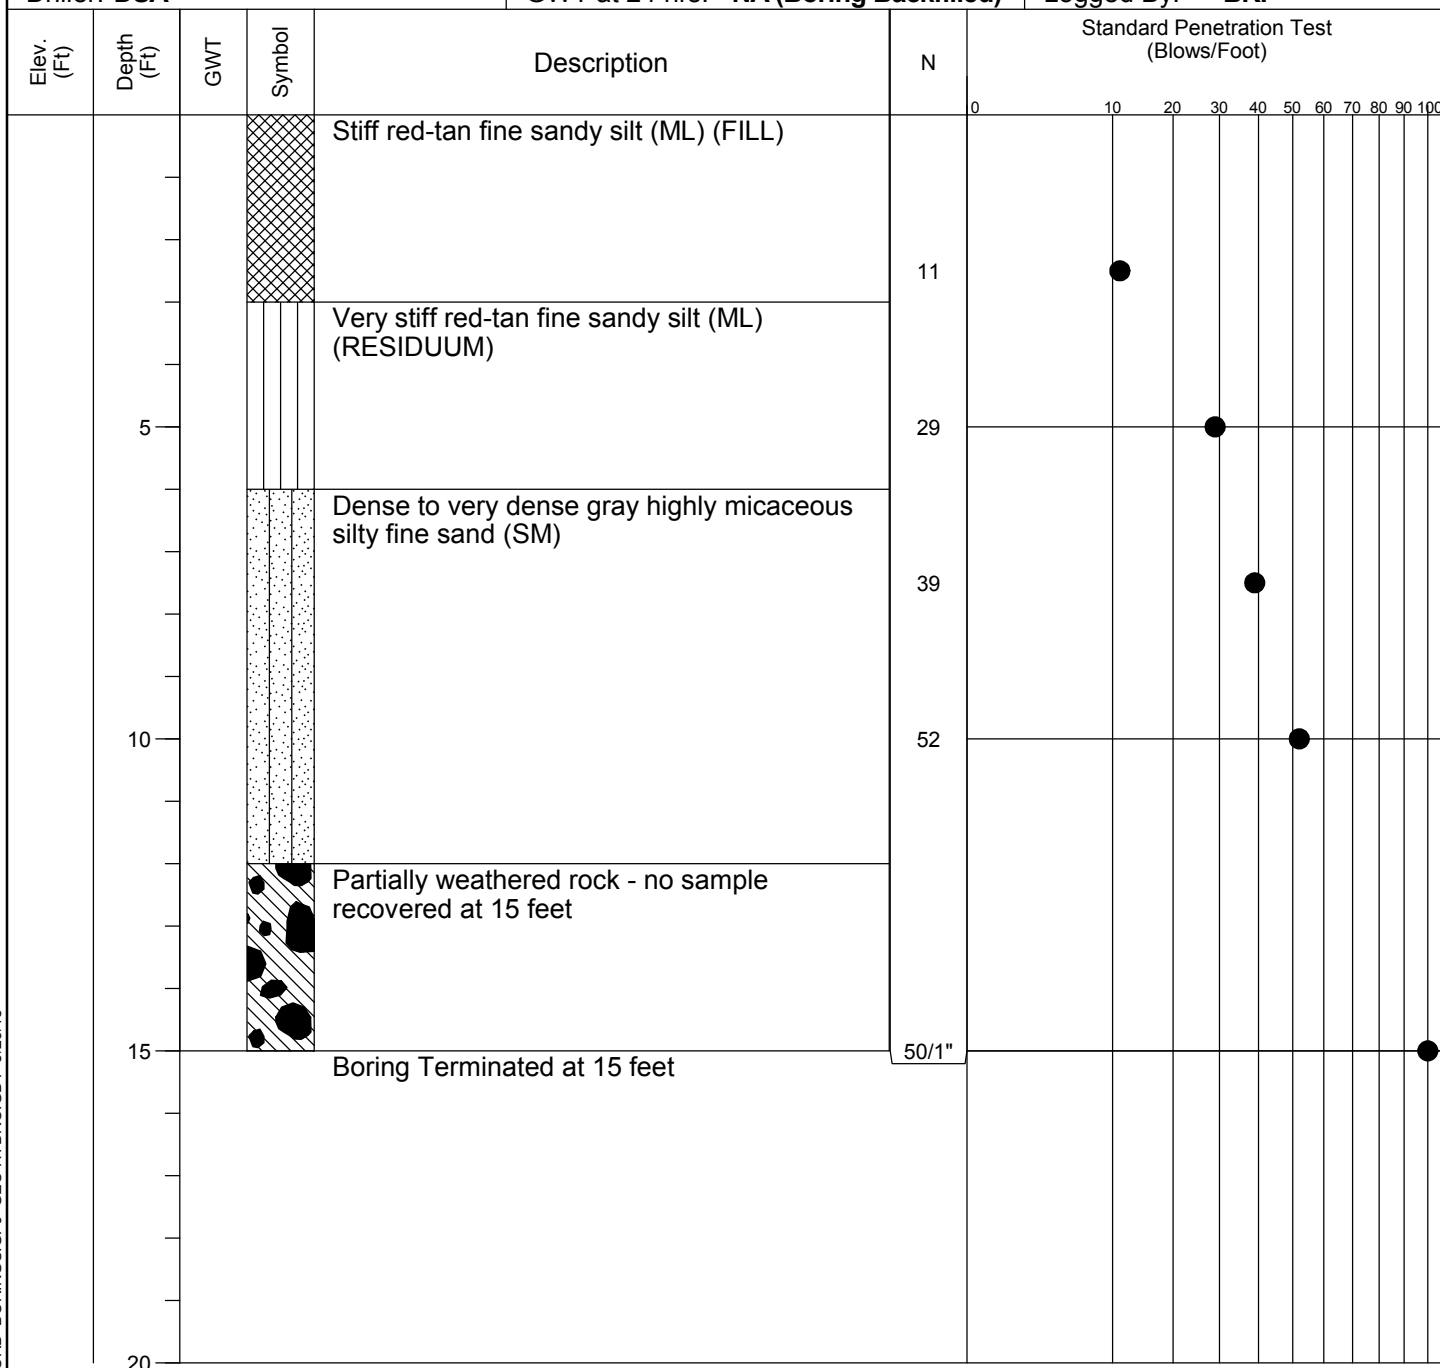 NA (Boring Backfilled)
Elev. (Ft)
Depth (Ft)
GWT
Symbol
Description
N
Standard Penetration Test
(Blows/Foot)
0 10 20 30 40 50 60 70 80 90 100
Stiff red-tan fine sandy silt (ML) (FILL)
11
Very stiff red-tan fine sandy silt (ML)
(RESIDUUM)
5 29
Dense to very dense gray highly micaceous
silty fine sand (SM)
39
10 52
Partially weathered rock - no sample
recovered at 15 feet
15 50/1"
Boring Terminated at 15 feet
20